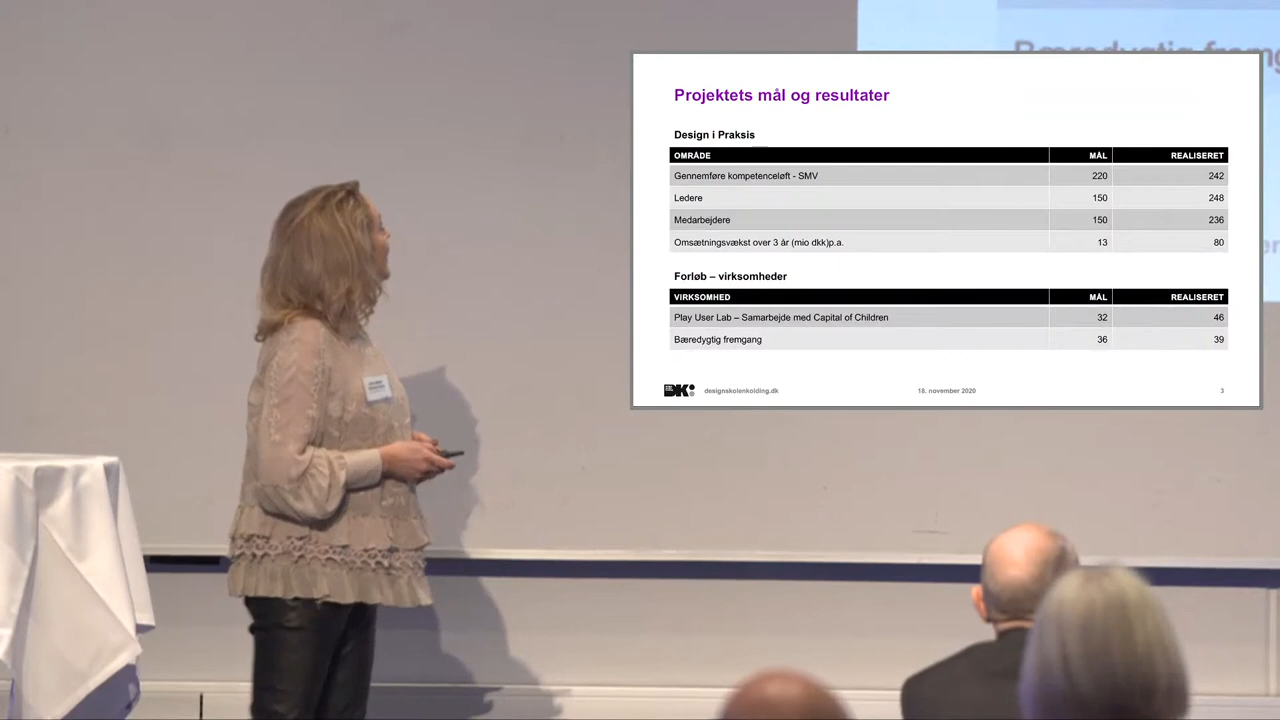 Bæredygtig
Projektets mål og resultater
Design i Praksis
OMRÅDE MÅL REALISERET
Gennemføre kompetenceløft - SMV 220 242
Ledere 150 248
Medarbejdere 150 236
Omsætningsvækst over 3 år (mio dkk)p.a. 13 80
Forløb – virksomheder
VIRKSOMHED MÅL REALISERET
Play User Lab – Samarbejde med Capital of Children 32 46
Bæredygtig fremgang 36 39
DK: designskolenkolding.dk 18. november 2020 3